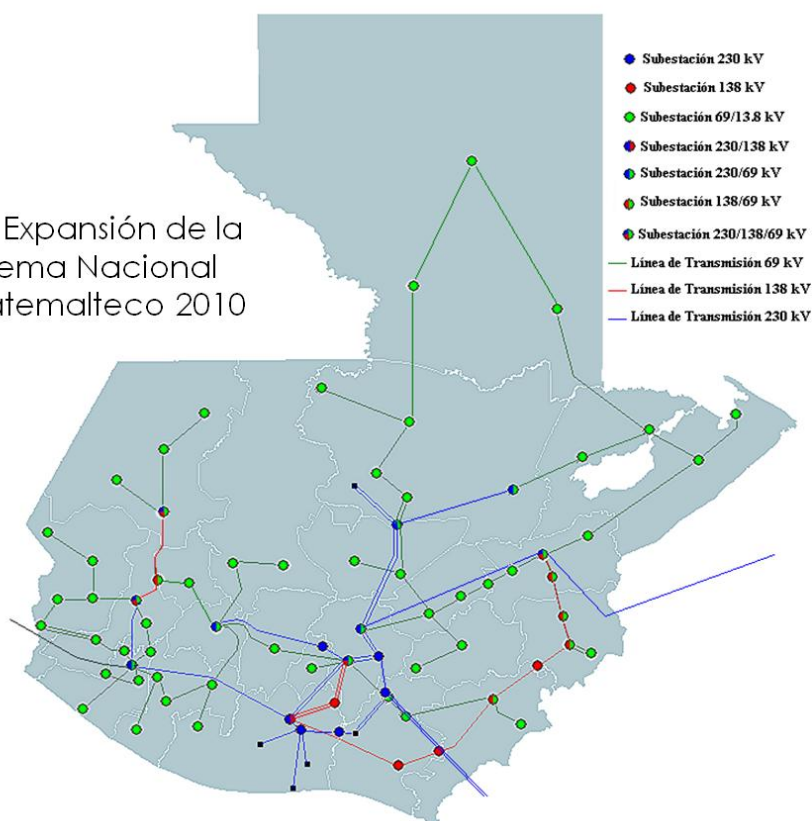 Expansión de la
ema Nacional
atemalteco 2010
Subestación 230 kV
Subestación 138 kV
Subestación 69/13.8 kV
Subestación 230/138 kV
Subestación 230/69 kV
Subestación 138/69 kV
Subestación 230/138/69 kV
Línea de Transmisión 69 kV
Línea de Transmisión 138 kV
Línea de Transmisión 230 kV